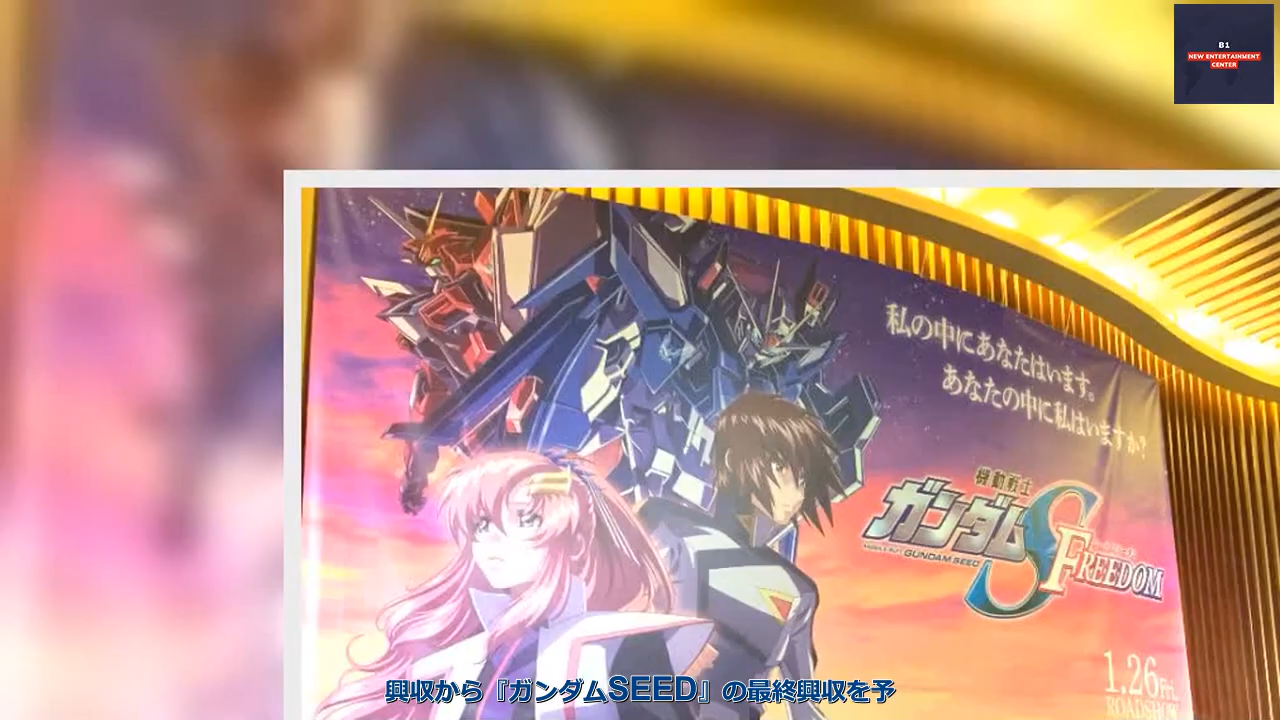 B1
NEW ENTERTAINMENT
CENTER
私の中にあなたはいます。
あなたの中に私はいますか?
機動戦士
ガンダム
SFREEDOM
GUNDAM SEED
1.26 Fri.
ROADSHOW
興収から『ガンダムSEED』の最終興収を予